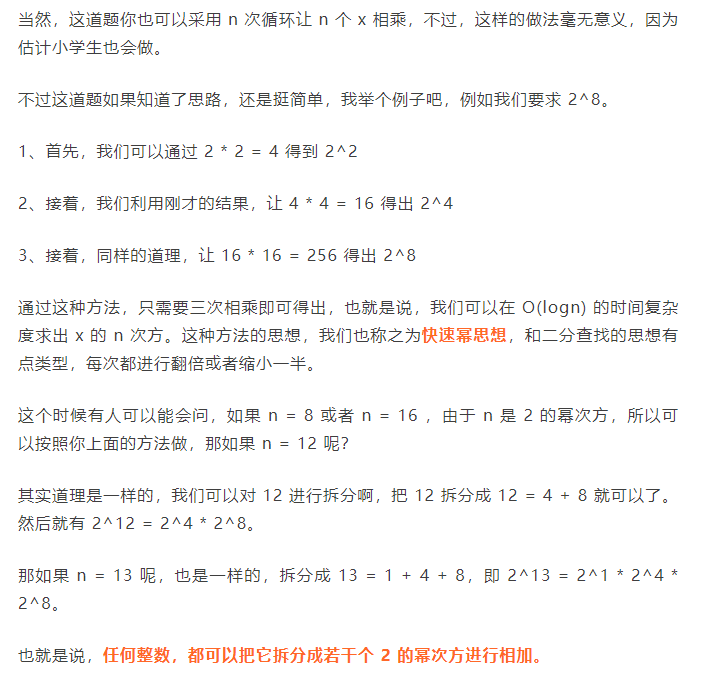 当然，这道题你也可以采用 n 次循环让 n 个 x 相乘，不过，这样的做法毫无意义，因为
估计小学生也会做。
不过这道题如果知道了思路，还是挺简单，我举个例子吧，例如我们要求 2^8。
1、首先，我们可以通过 2 * 2 = 4 得到 2^2
2、接着，我们利用刚才的结果，让 4 * 4 = 16 得出 2^4
3、接着，同样的道理，让 16 * 16 = 256 得出 2^8
通过这种方法，只需要三次相乘即可得出，也就是说，我们可以在 O(logn) 的时间复杂
度求出 x 的 n 次方。这种方法的思想，我们也称之为快速幂思想，和二分查找的思想有
点类型，每次都进行翻倍或者缩小一半。
这个时候有人可以能会问，如果 n = 8 或者 n = 16 ，由于 n 是 2 的幂次方，所以可
以按照你上面的方法做，那如果 n = 12 呢？
其实道理是一样的，我们可以对 12 进行拆分啊，把 12 拆分成 12 = 4 + 8 就可以了。
然后就有 2^12 = 2^4 * 2^8。
那如果 n = 13 呢，也是一样的，拆分成 13 = 1 + 4 + 8，即 2^13 = 2^1 * 2^4 *
2^8。
也就是说，任何整数，都可以把它拆分成若干个 2 的幂次方进行相加。